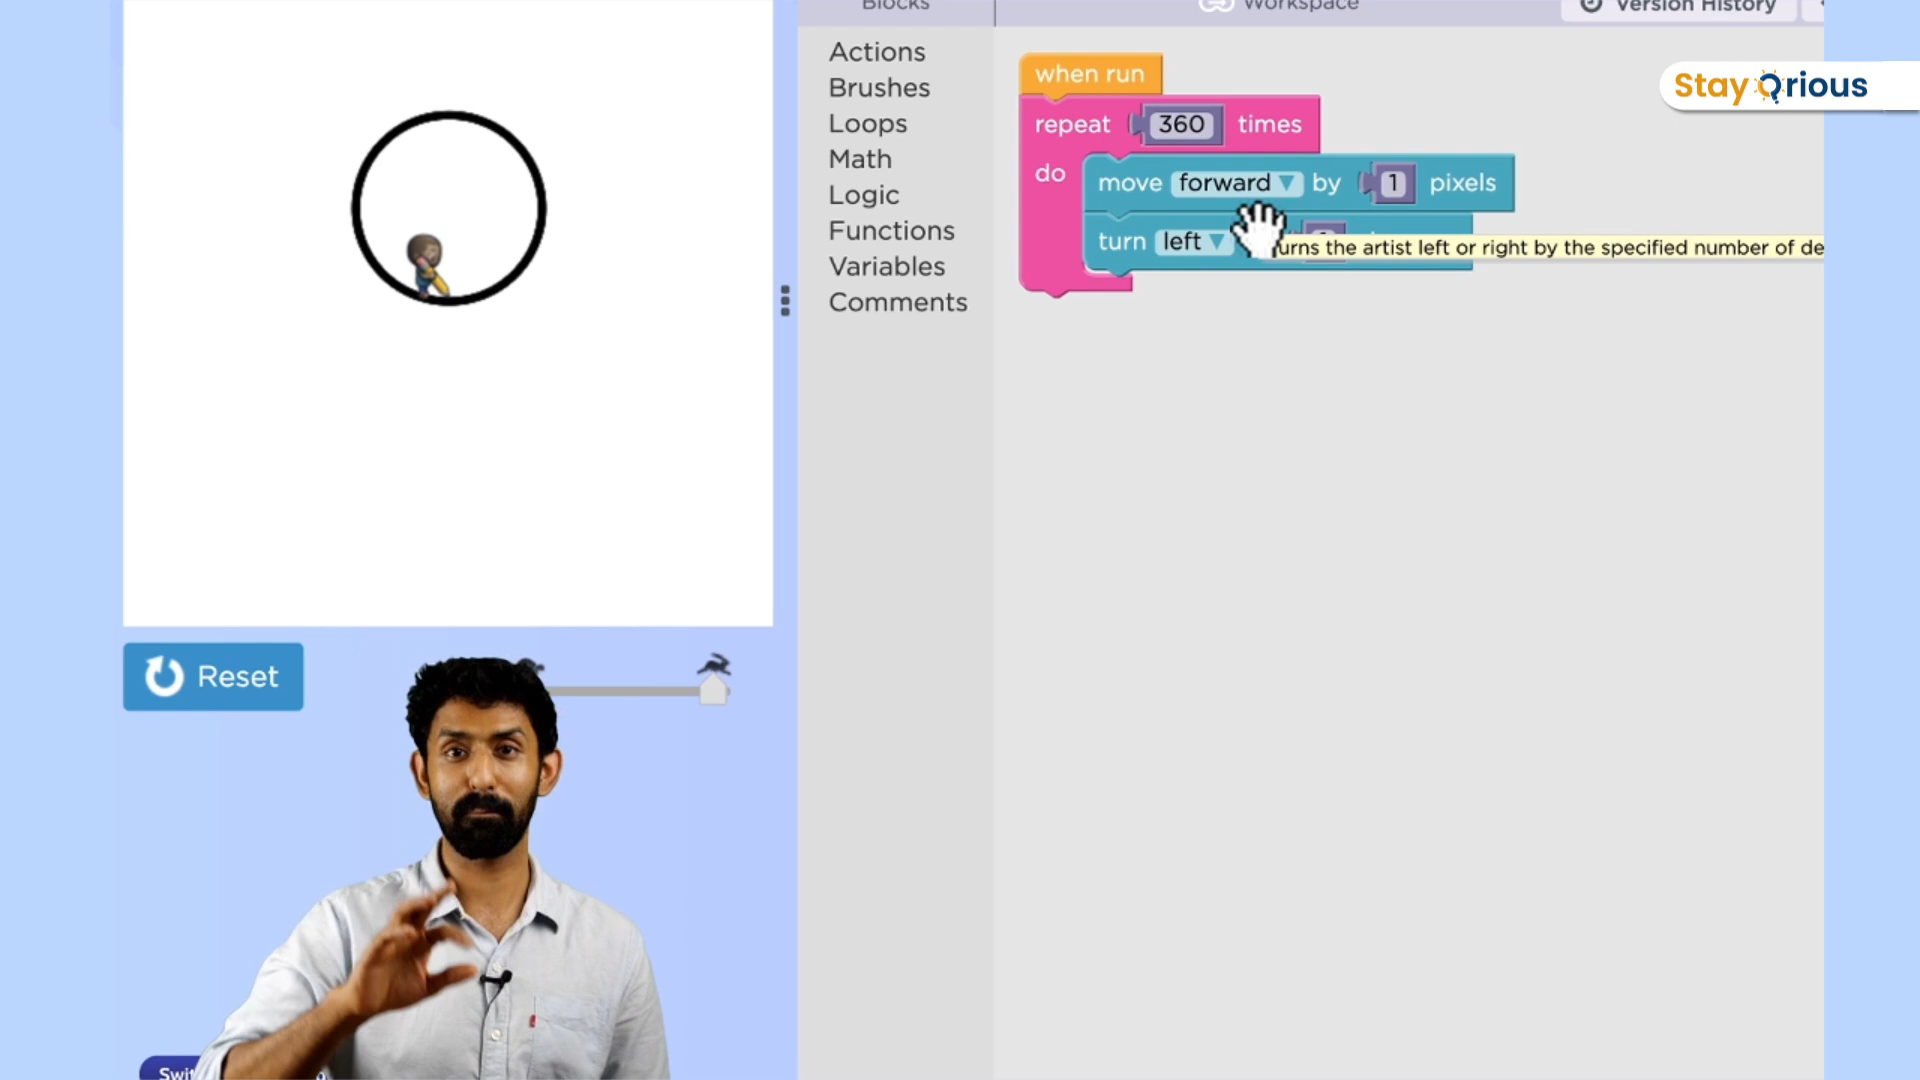 Blocks
Workspace
Version History
Actions
Brushes
Loops
Math
Logic
Functions
Variables
Comments
when run
repeat 360 times
do
move forward by 1 pixels
turn left
urns the artist left or right by the specified number of de
Stay Qrious
Reset
Swit